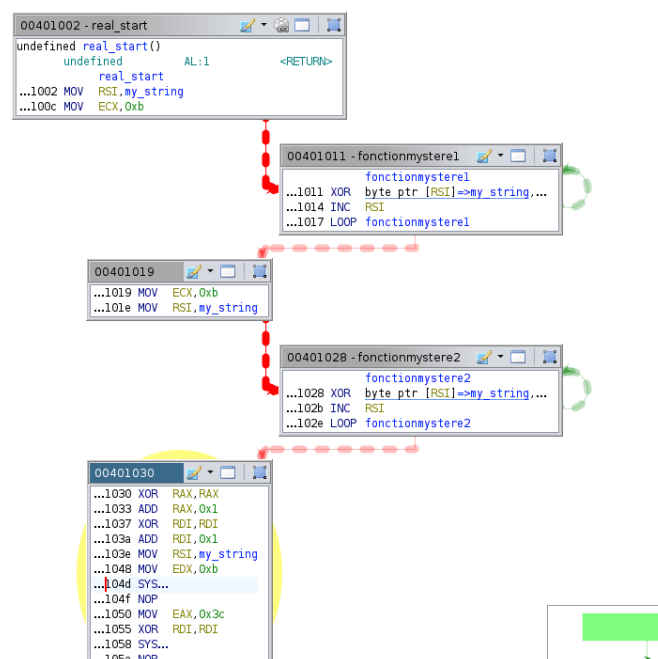 00401002 - real_start
undefined real_start()
undefined AL:1 <RETURN>
real_start
...1002 MOV RSI,my_string
...100c MOV ECX,0xb
00401011 - fonctionmystere1
fonctionmystere1
...1011 XOR byte ptr [RSI]=>my_string,...
...1014 INC RSI
...1017 LOOP fonctionmystere1
00401019
...1019 MOV ECX,0xb
...101e MOV RSI,my_string
00401028 - fonctionmystere2
fonctionmystere2
...1028 XOR byte ptr [RSI]=>my_string,...
...102b INC RSI
...102e LOOP fonctionmystere2
00401030
...1030 XOR RAX,RAX
...1033 ADD RAX,0x1
...1037 XOR RDI,RDI
...103a ADD RDI,0x1
...103e MOV RSI,my_string
...1048 MOV EDX,0xb
...104d SYS...
...104f NOP
...1050 MOV EAX,0x3c
...1055 XOR RDI,RDI
...1058 SYS...
...105a NOP